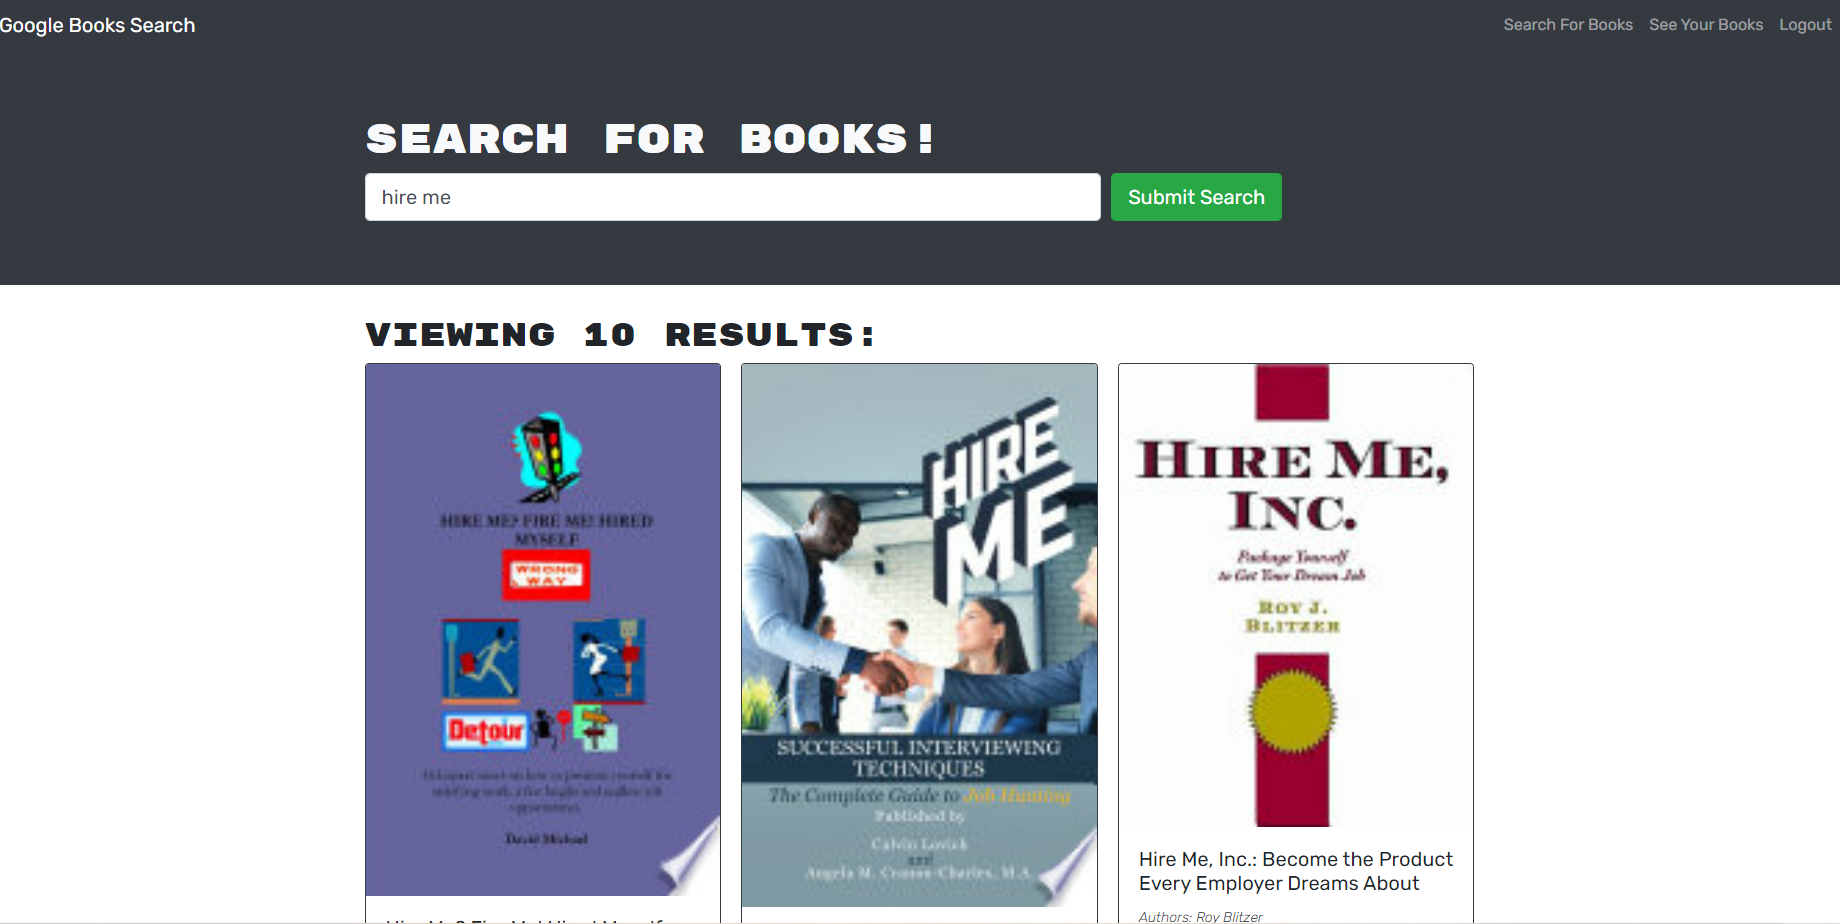 Google Books Search
Search For Books See Your Books Logout
SEARCH FOR BOOKS!
hire me
Submit Search
VIEWING 10 RESULTS:
HIRE ME? FIRE ME! HIRED
MYSELF
WRONG
WAY
Detour
David Michael
HIRE
ME
SUCCESSFUL INTERVIEWING
TECHNIQUES
The Complete Guide to Job Hunting
Published by
Calvin Lovick
and
Angela M.
HIRE ME,
INC.
Package Yourself
to Get Your Dream Job
ROY J.
BLITZER
Hire Me, Inc.: Become the Product
Every Employer Dreams About
Authors: Roy Blitzer